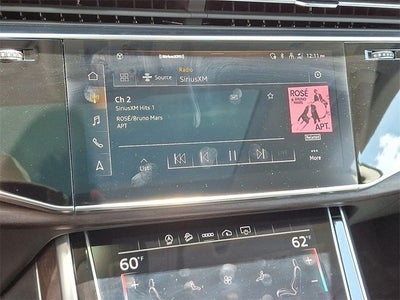 ((SiriusXM))
12:11
Radio
Source
SiriusXM
Ch 2
SiriusXM Hits 1
ROSÉ/Bruno Mars
APT
ROSÉ
& BRUNO
MARS
APT.
List
More
60°F
62°F